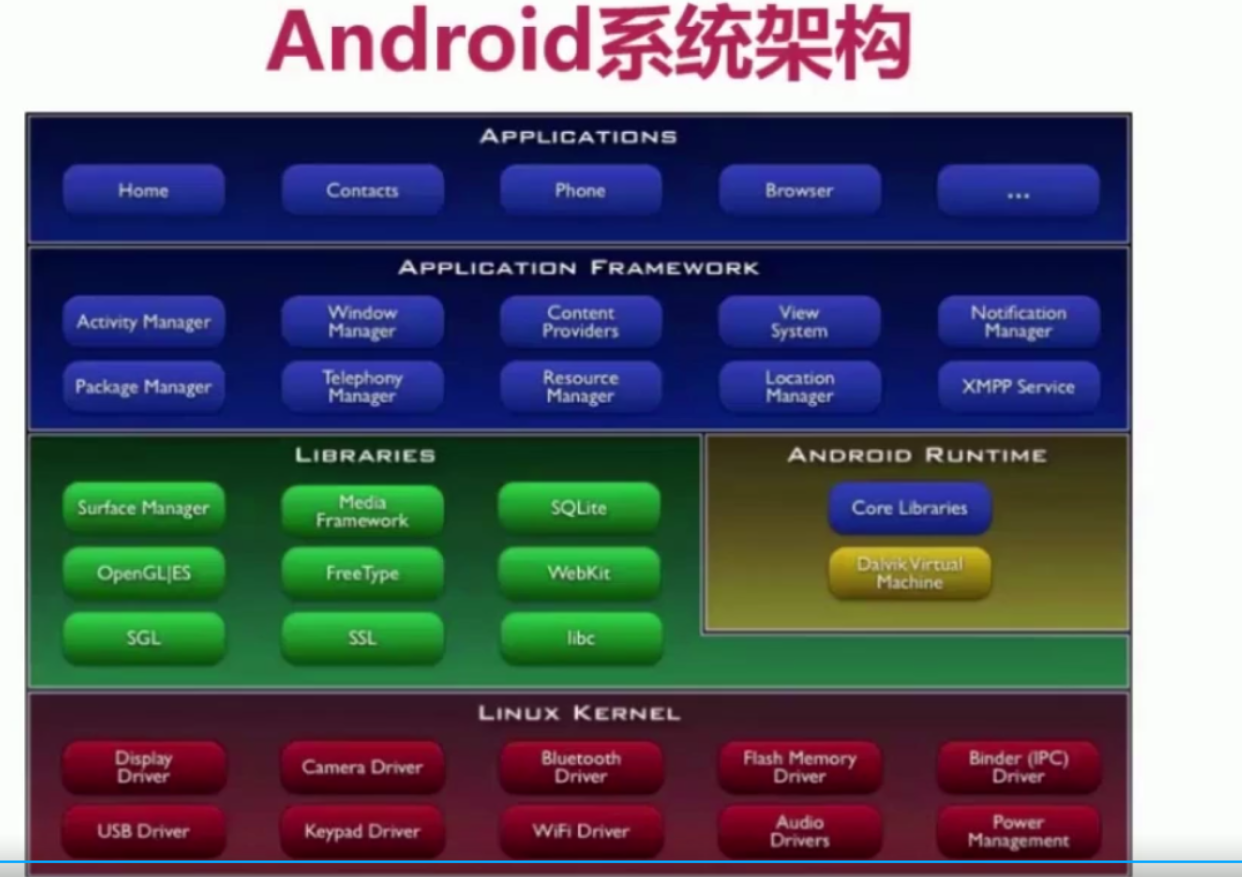 Android系统架构
APPLICATIONS
Home
Contacts
Phone
Browser
...
APPLICATION FRAMEWORK
Activity Manager
Window
Manager
Content
Providers
View
System
Notification
Manager
Package Manager
Telephony
Manager
Resource
Manager
Location
Manager
XMPP Service
LIBRARIES
Surface Manager
Media
Framework
SQLite
OpenGL|ES
FreeType
WebKit
SGL
SSL
libc
ANDROID RUNTIME
Core Libraries
Dalvik Virtual
Machine
LINUX KERNEL
Display
Driver
Camera Driver
Bluetooth
Driver
Flash Memory
Driver
Binder (IPC)
Driver
USB Driver
Keypad Driver
WiFi Driver
Audio
Drivers
Power
Management